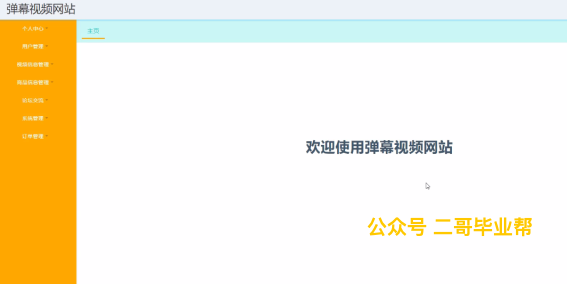 弹幕视频网站
主页
个人中心
用户管理
视频信息管理
商品信息管理
论坛交流
系统管理
订单管理
欢迎使用弹幕视频网站
公众号 二哥毕业帮